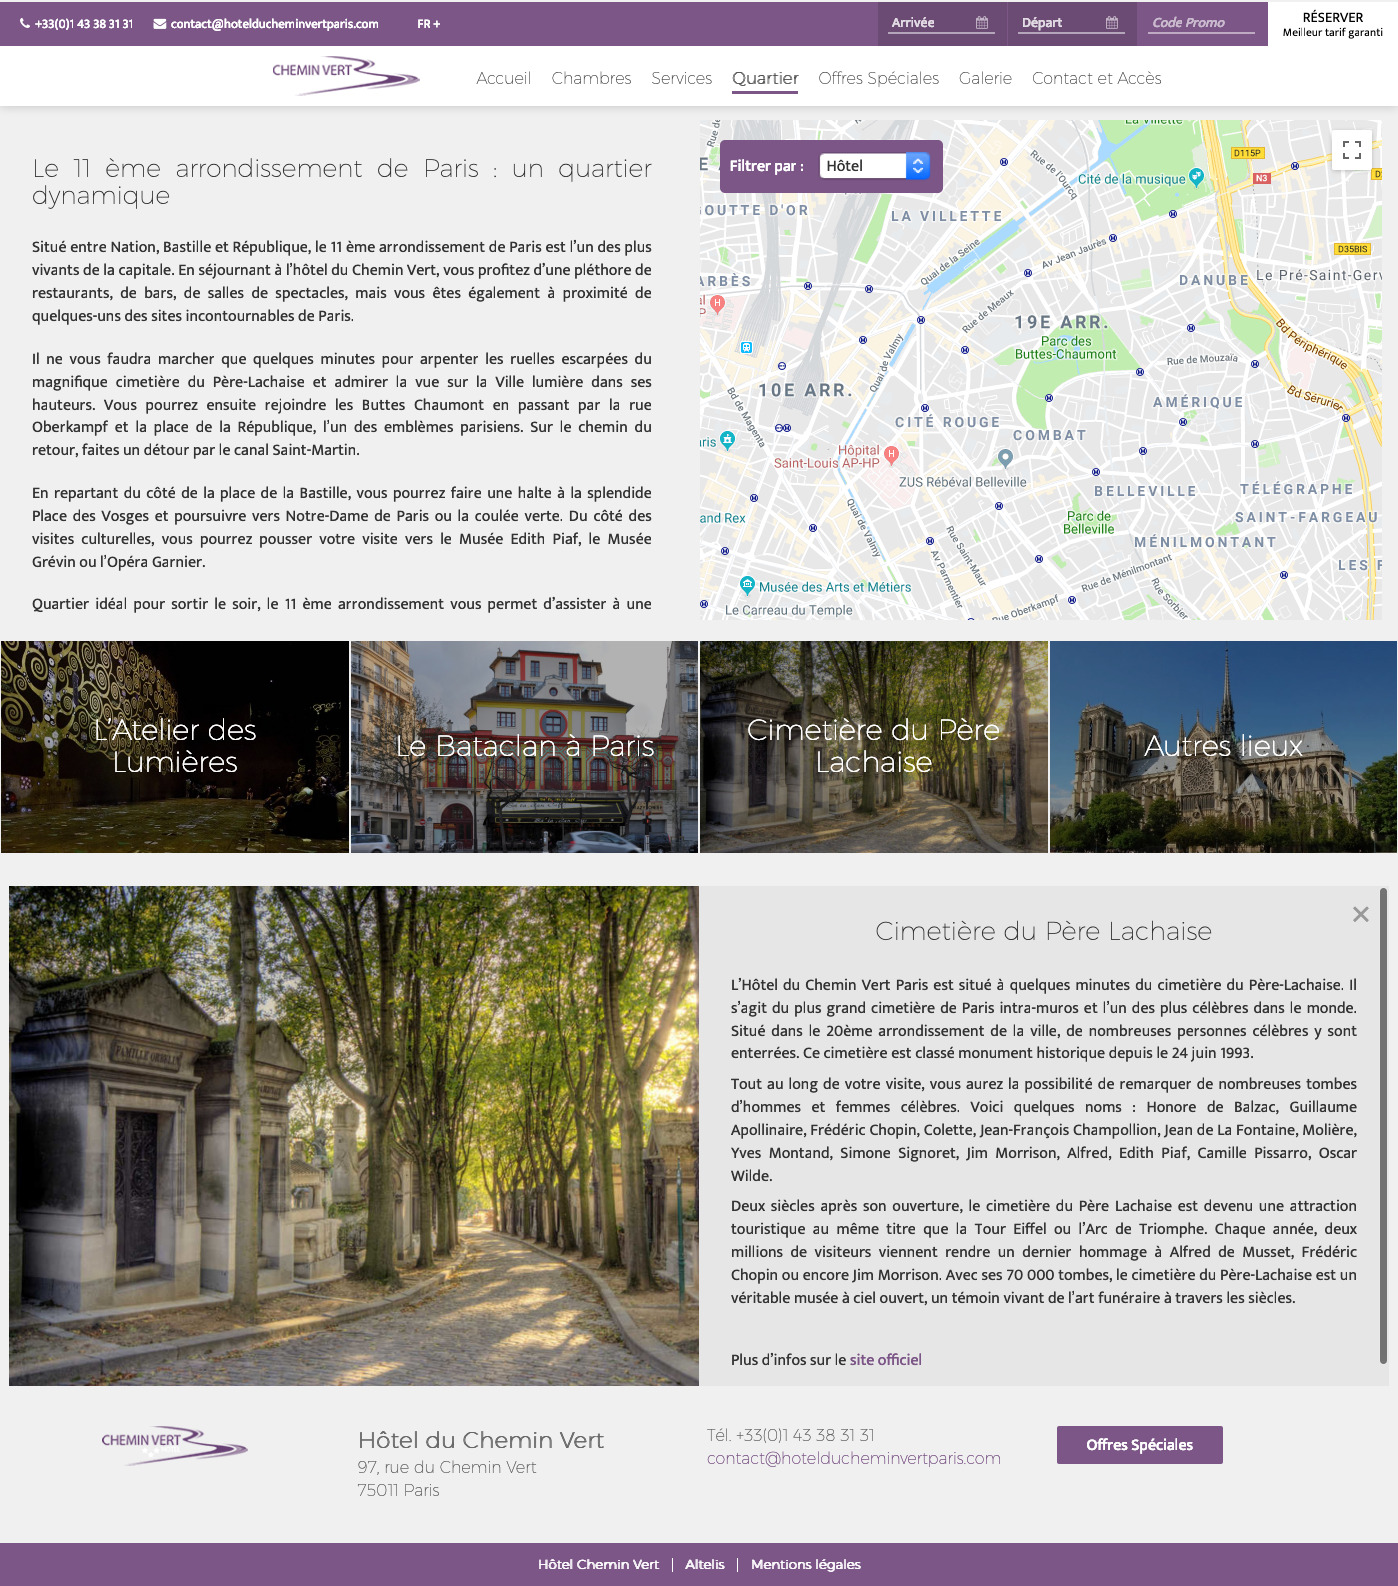 +33(0)1 43 38 31 31 contact@hotelducheminvertparis.com FR + Arrivée Départ Code Promo RÉSERVER
Meilleur tarif garanti
CHEMIN VERT Accueil Chambres Services Quartier Offres Spéciales Galerie Contact et Accès
Le 11 ème arrondissement de Paris : un quartier
dynamique
Situé entre Nation, Bastille et République, le 11 ème arrondissement de Paris est l’un des plus
vivants de la capitale. En séjournant à l’hôtel du Chemin Vert, vous profitez d’une pléthore de
restaurants, de bars, de salles de spectacles, mais vous êtes également à proximité de
quelques-uns des sites incontournables de Paris.
Il ne vous faudra marcher que quelques minutes pour arpenter les ruelles escarpées du
magnifique cimetière du Père-Lachaise et admirer la vue sur la Ville lumière dans ses
hauteurs. Vous pourrez ensuite rejoindre les Buttes Chaumont en passant par la rue
Oberkampf et la place de la République, l’un des emblèmes parisiens. Sur le chemin du
retour, faites un détour par le canal Saint-Martin.
En repartant du côté de la place de la Bastille, vous pourrez faire une halte à la splendide
Place des Vosges et poursuivre vers Notre-Dame de Paris ou la coulée verte. Du côté des
visites culturelles, vous pourrez pousser votre visite vers le Musée Edith Piaf, le Musée
Grévin ou l’Opéra Garnier.
Quartier idéal pour sortir le soir, le 11 ème arrondissement vous permet d’assister à une
Filtrer par : Hôtel
La Villette
D115P
Rue de l'Ourcq
Cité de la musique
N3
GOUTTE D'OR
LA VILLETTE
Quai de la Seine
Av Jean Jaurès
D35BIS
ARBÈS
DANUBE
Le Pré-Saint-Gerv
Rue de Meaux
19E ARR.
Parc des
Buttes-Chaumont
Bd Périphérique
Rue de Mouzaïa
Quai de Valmy
10E ARR.
Bd de Magenta
Bd Sérurier
AMÉRIQUE
CITÉ ROUGE
COMBAT
aris
Hôpital
Saint-Louis AP-HP
ZUS Rébéval Belleville
BELLEVILLE
TÉLÉGRAPHE
and Rex
Quai de Valmy
Parc de
Belleville
SAINT-FARGEAU
MÉNILMONTANT
Rue Saint-Maur
Av Parmentier
LES
Musée des Arts et Métiers
Rue de Ménilmontant
Rue Sorbier
Le Carreau du Temple
Rue Oberkampf
L’Atelier des
Lumières
Le Bataclan à Paris
Cimetière du Père
Lachaise
Autres lieux
Cimetière du Père Lachaise
L’Hôtel du Chemin Vert Paris est situé à quelques minutes du cimetière du Père-Lachaise. Il
s’agit du plus grand cimetière de Paris intra-muros et l’un des plus célèbres dans le monde.
Situé dans le 20ème arrondissement de la ville, de nombreuses personnes célèbres y sont
enterrées. Ce cimetière est classé monument historique depuis le 24 juin 1993.
Tout au long de votre visite, vous aurez la possibilité de remarquer de nombreuses tombes
d’hommes et femmes célèbres. Voici quelques noms : Honore de Balzac, Guillaume
Apollinaire, Frédéric Chopin, Colette, Jean-François Champollion, Jean de La Fontaine, Molière,
Yves Montand, Simone Signoret, Jim Morrison, Alfred, Edith Piaf, Camille Pissarro, Oscar
Wilde.
Deux siècles après son ouverture, le cimetière du Père Lachaise est devenu une attraction
touristique au même titre que la Tour Eiffel ou l’Arc de Triomphe. Chaque année, deux
millions de visiteurs viennent rendre un dernier hommage à Alfred de Musset, Frédéric
Chopin ou encore Jim Morrison. Avec ses 70 000 tombes, le cimetière du Père-Lachaise est un
véritable musée à ciel ouvert, un témoin vivant de l’art funéraire à travers les siècles.
Plus d’infos sur le site officiel
CHEMIN VERT
Hôtel du Chemin Vert
97, rue du Chemin Vert
75011 Paris
Tél. +33(0)1 43 38 31 31
contact@hotelducheminvertparis.com
Offres Spéciales
Hôtel Chemin Vert | Altelis | Mentions légales